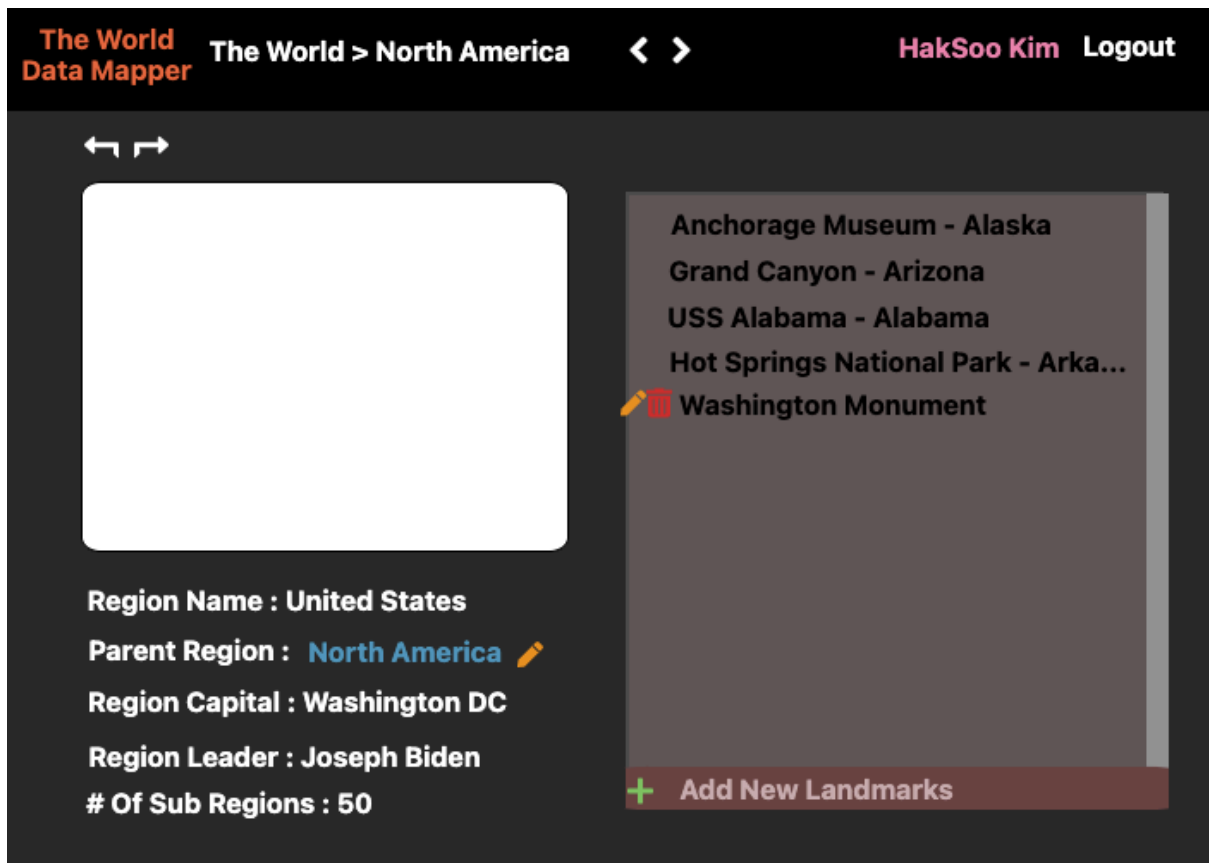 The World
Data Mapper
The World > North America
HakSoo Kim
Logout
Anchorage Museum - Alaska
Grand Canyon - Arizona
USS Alabama - Alabama
Hot Springs National Park - Arka...
Washington Monument
Add New Landmarks
Region Name : United States
Parent Region : North America
Region Capital : Washington DC
Region Leader : Joseph Biden
# Of Sub Regions : 50